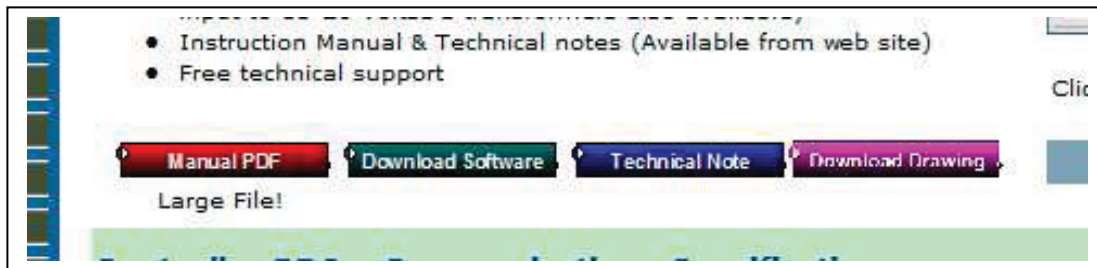 ● Instruction Manual & Technical notes (Available from web site)
● Free technical support
Clic
Manual PDF Download Software Technical Note Download Drawing
Large File!